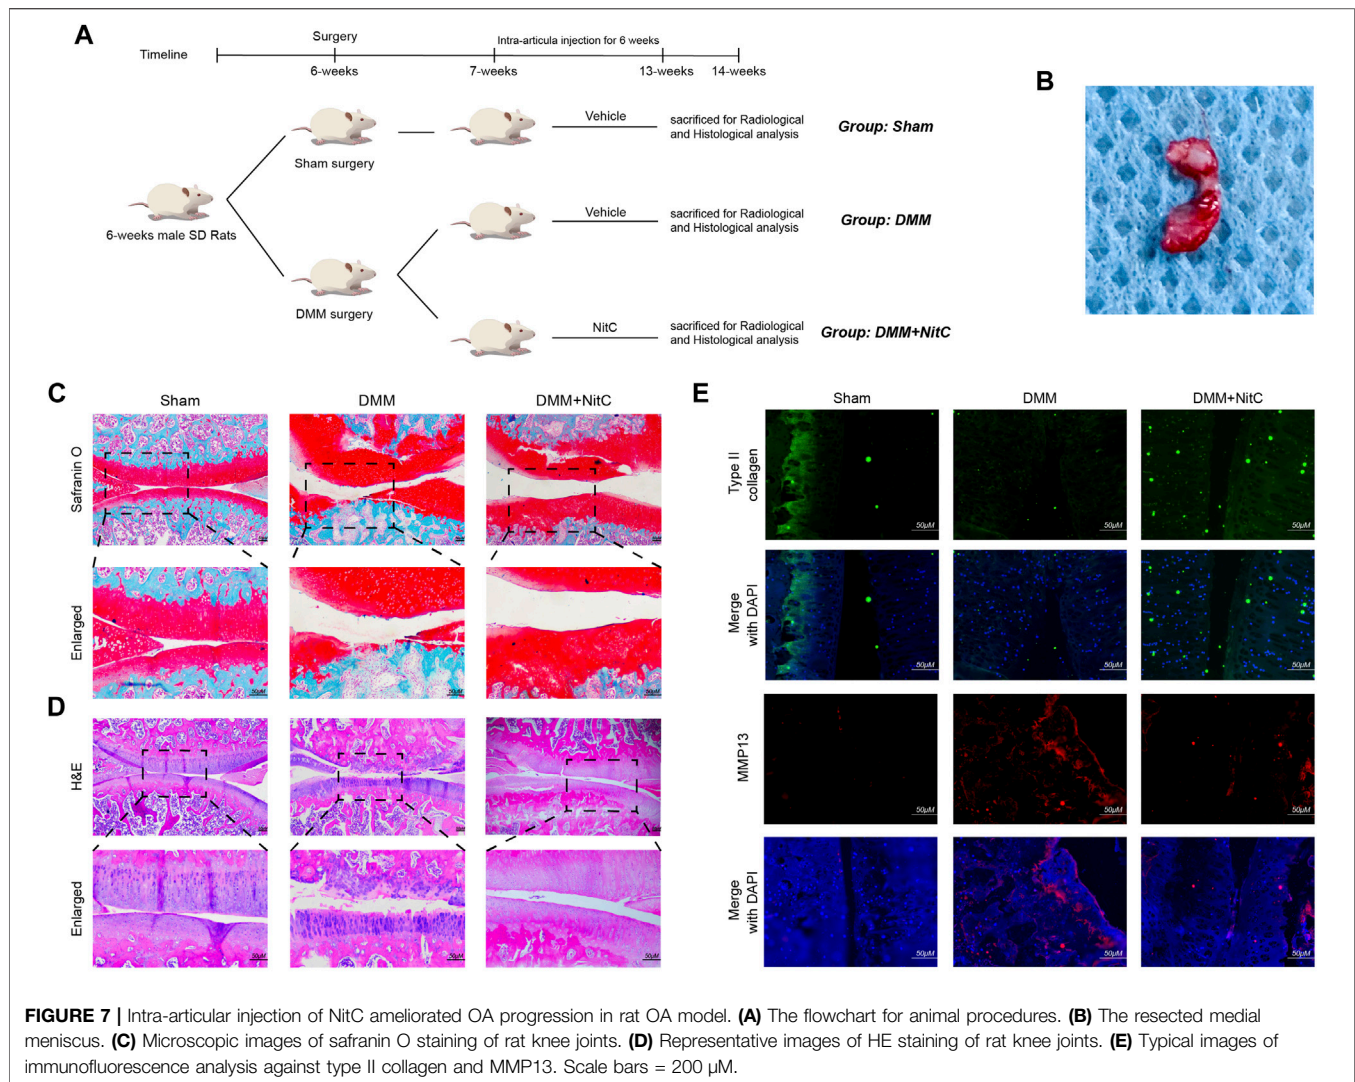 A
Timeline
Surgery
Intra-articula injection for 6 weeks
6-weeks
7-weeks
13-weeks
14-weeks
B
Vehicle
sacrificed for Radiological
and Histological analysis
Group: Sham
Sham surgery
6-weeks male SD Rats
Vehicle
sacrificed for Radiological
and Histological analysis
Group: DMM
DMM surgery
NitC
sacrificed for Radiological
and Histological analysis
Group: DMM+NitC
C
Sham
DMM
DMM+NitC
Safranin O
Enlarged
50μM
50μM
50μM
D
H&E
Enlarged
50μM
50μM
50μM
E
Sham
DMM
DMM+NitC
Type II
collagen
50μM
50μM
50μM
Merge
with DAPI
50μM
50μM
50μM
MMP13
50μM
50μM
50μM
Merge
with DAPI
50μM
50μM
50μM
FIGURE 7 | Intra-articular injection of NitC ameliorated OA progression in rat OA model. (A) The flowchart for animal procedures. (B) The resected medial
meniscus. (C) Microscopic images of safranin O staining of rat knee joints. (D) Representative images of HE staining of rat knee joints. (E) Typical images of
immunofluorescence analysis against type II collagen and MMP13. Scale bars = 200 μM.